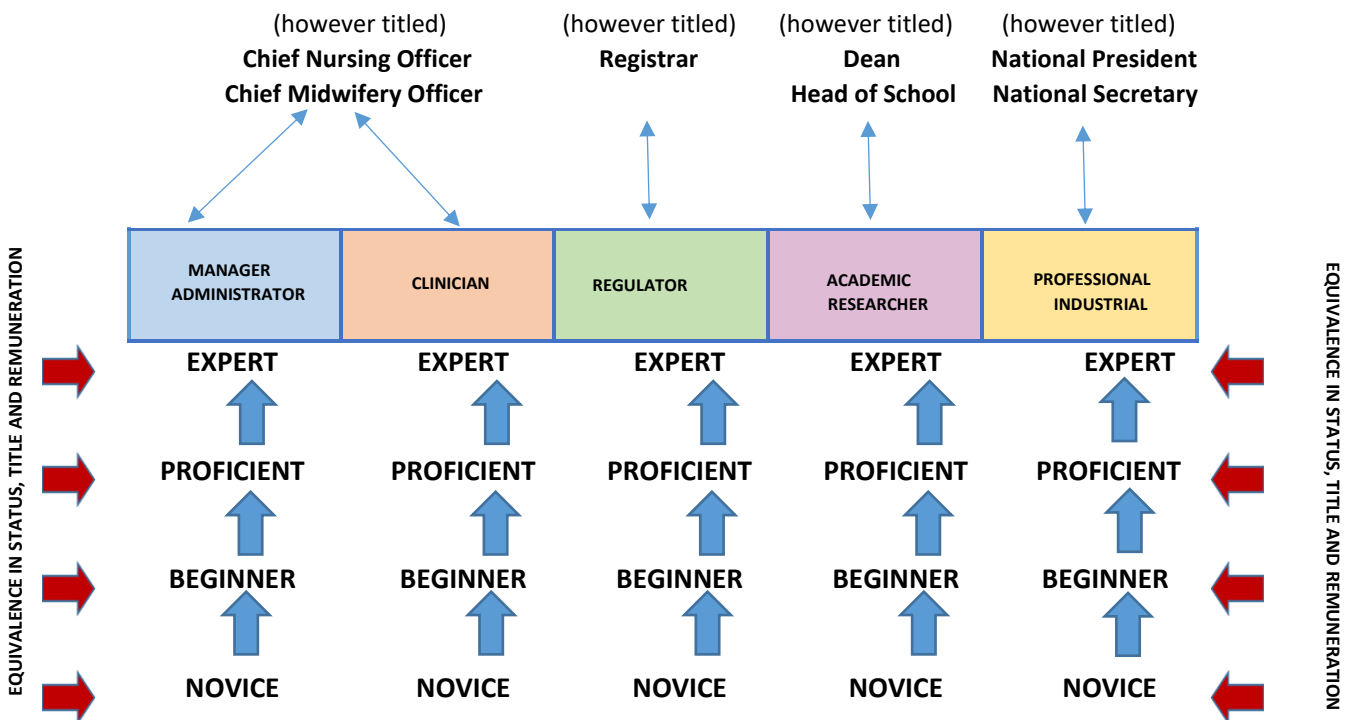 (however titled)
Chief Nursing Officer
Chief Midwifery Officer
(however titled)
Registrar
(however titled)
Dean
Head of School
(however titled)
National President
National Secretary
EQUIVALENCE IN STATUS, TITLE AND REMUNERATION
MANAGER
ADMINISTRATOR
CLINICIAN
REGULATOR
ACADEMIC
RESEARCHER
PROFESSIONAL
INDUSTRIAL
EXPERT EXPERT EXPERT EXPERT EXPERT
PROFICIENT PROFICIENT PROFICIENT PROFICIENT PROFICIENT
BEGINNER BEGINNER BEGINNER BEGINNER BEGINNER
NOVICE NOVICE NOVICE NOVICE NOVICE
EQUIVALENCE IN STATUS, TITLE AND REMUNERATION